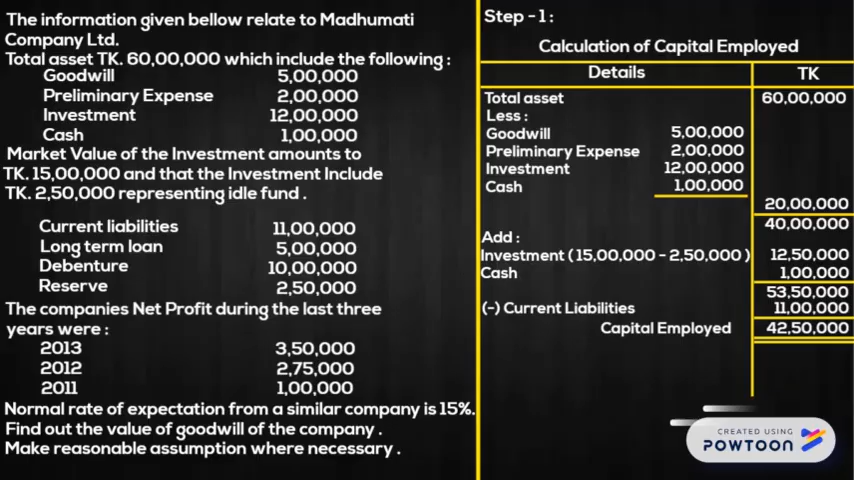 The information given bellow relate to Madhumati
Company Ltd.
Total asset TK. 60,00,000 which include the following :
Goodwill 5,00,000
Preliminary Expense 2,00,000
Investment 12,00,000
Cash 1,00,000
Market Value of the Investment amounts to
TK. 15,00,000 and that the Investment Include
TK. 2,50,000 representing idle fund .
Current liabilities 11,00,000
Long term loan 5,00,000
Debenture 10,00,000
Reserve 2,50,000
The companies Net Profit during the last three
years were :
2013 3,50,000
2012 2,75,000
2011 1,00,000
Normal rate of expectation from a similar company is 15%.
Find out the value of goodwill of the company .
Make reasonable assumption where necessary .
Step - 1 :
Calculation of Capital Employed
Details TK
Total asset 60,00,000
Less :
Goodwill 5,00,000
Preliminary Expense 2,00,000
Investment 12,00,000
Cash 1,00,000
20,00,000
40,00,000
Add :
Investment ( 15,00,000 - 2,50,000 ) 12,50,000
Cash 1,00,000
53,50,000
(-) Current Liabilities 11,00,000
Capital Employed 42,50,000
CREATED USING
POWTOON